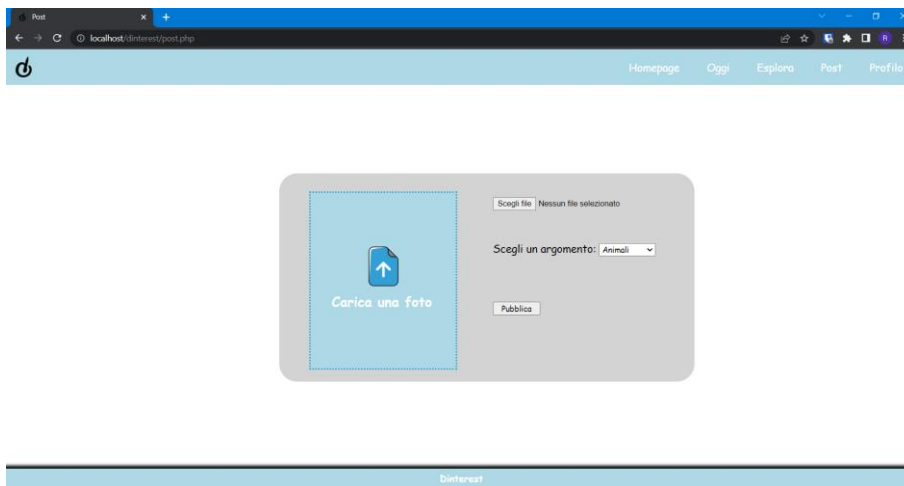 Post
localhost/dinterest/post.php
R
Homepage Oggi Esplora Post Profilo
Scegli file Nessun file selezionato
Scegli un argomento: Animali
Carica una foto
Pubblica
Dinterest